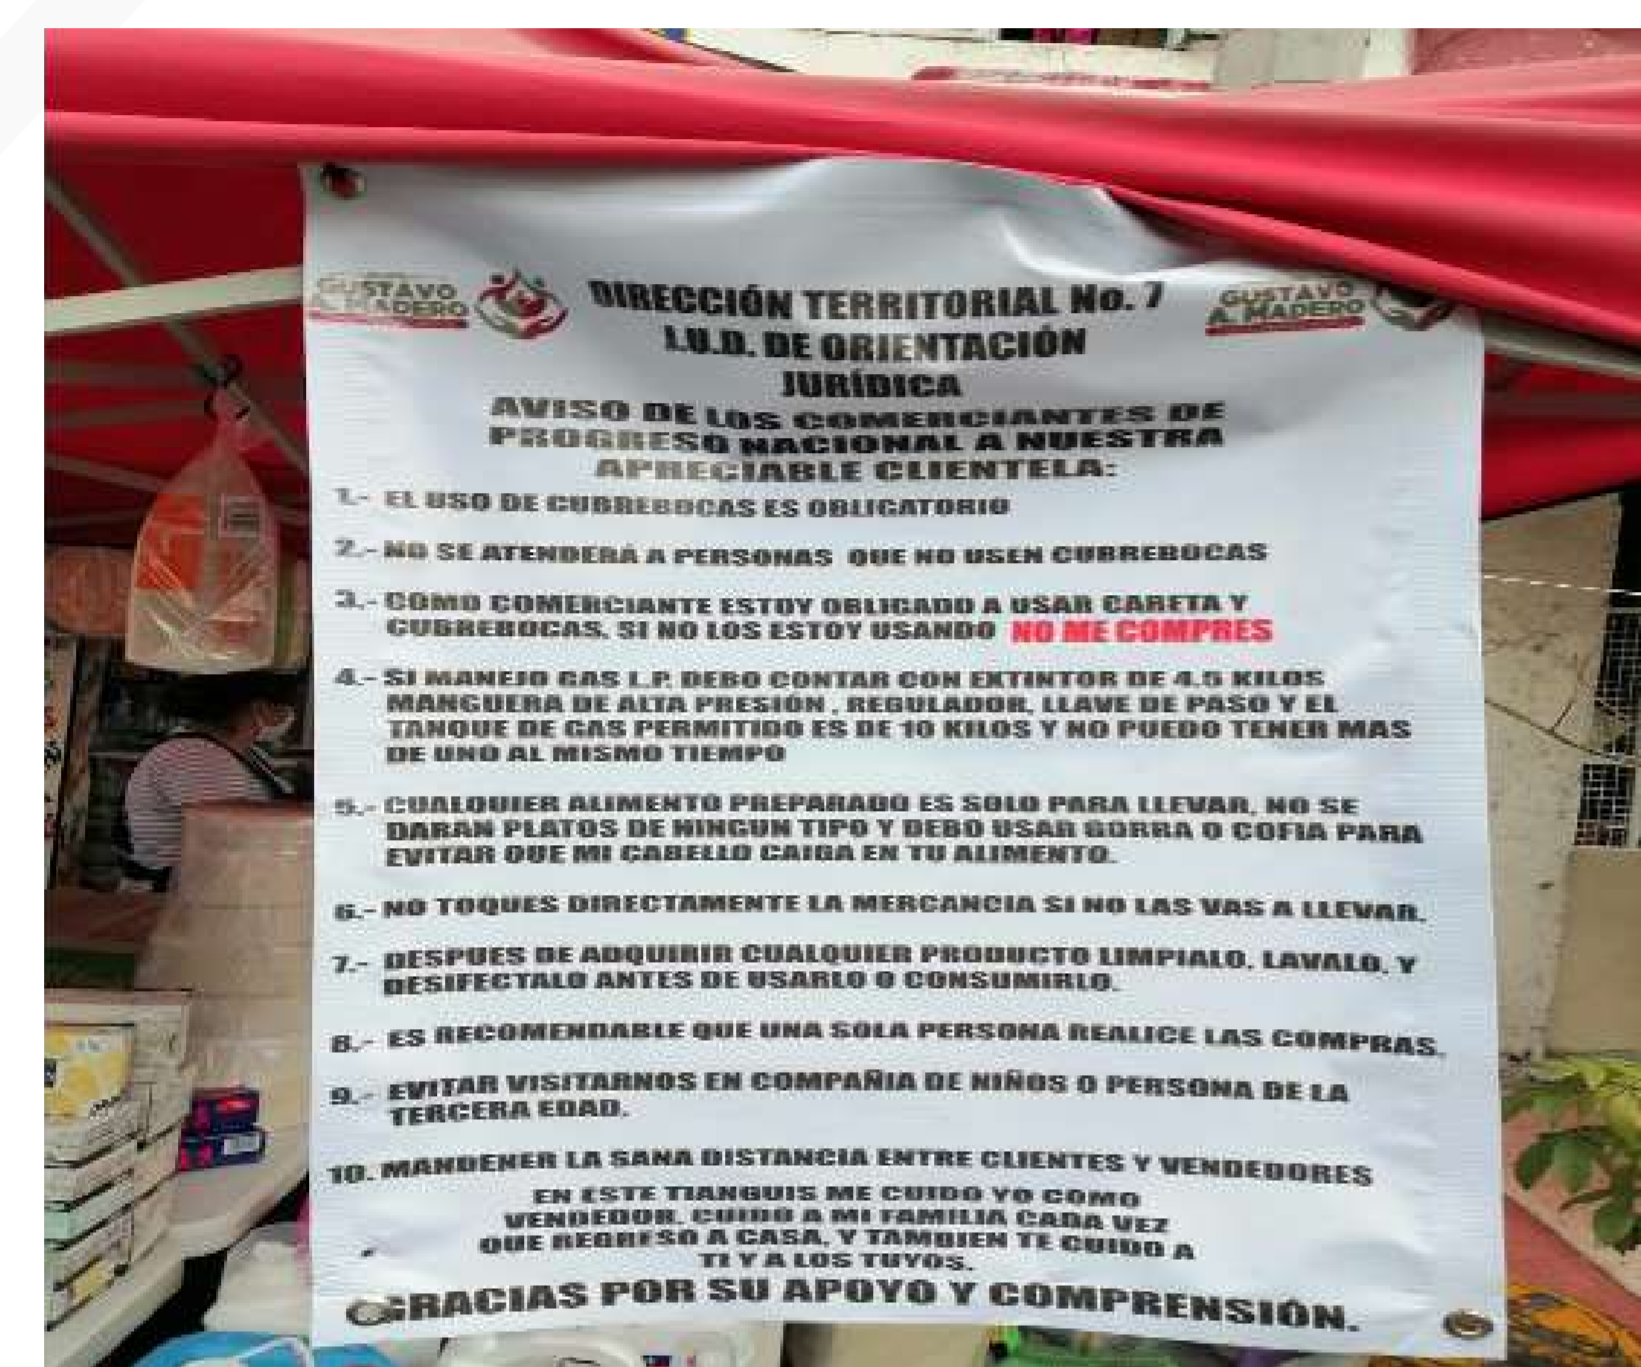 GUSTAVO
A. MADERO
DIRECCIÓN TERRITORIAL No. 7
GUSTAVO
A. MADERO
DE ORIENTACIÓN
JURÍDICA
AVISO DE LOS COMERCIANTES DE
PROGRESO NACIONAL A NUESTRA
APRECIABLE CLIENTELA:
1.- EL USO DE CUBREBOCAS ES OBLIGATORIO
2.- NO SE ATENDERÁ A PERSONAS QUE NO USEN CUBREBOCAS
3.- COMO COMERCIANTE ESTOY OBLIGADO A USAR CARETA Y
CUBREBOCAS, SI NO LOS ESTOY USANDO NO ME COMPRES
4.- SI MANEJO GAS L.P. DEBO CONTAR CON EXTINTOR DE 4.5 KILOS
MANGUERA DE ALTA PRESIÓN , REGULADOR, LLAVE DE PASO Y EL
TANQUE DE GAS PERMITIDO ES DE 10 KILOS Y NO PUEDO TENER MAS
DE UNO AL MISMO TIEMPO
5.- CUALQUIER ALIMENTO PREPARADO ES SOLO PARA LLEVAR, NO SE
DARAN PLATOS DE NINGUN TIPO Y DEBO USAR GORRA O COFIA PARA
EVITAR QUE MI CABELLO CAIGA EN TU ALIMENTO.
6.- NO TOQUES DIRECTAMENTE LA MERCANCIA SI NO LAS VAS A LLEVAR.
7.- DESPUES DE ADQUIRIR CUALQUIER PRODUCTO LIMPIALO, LAVALO, Y
DESIFECTALO ANTES DE USARLO O CONSUMIRLO.
8.- ES RECOMENDABLE QUE UNA SOLA PERSONA REALICE LAS COMPRAS.
9.- EVITAR VISITARNOS EN COMPAÑIA DE NIÑOS O PERSONA DE LA
TERCERA EDAD.
10. MANDENER LA SANA DISTANCIA ENTRE CLIENTES Y VENDEDORES
EN ESTE TIANGUIS ME CUIDO YO COMO
VENDEDOR, CUIDO A MI FAMILIA CADA VEZ
QUE REGRESO A CASA, Y TAMBIEN TE CUIDO A
TI Y A LOS TUYOS.
GRACIAS POR SU APOYO Y COMPRENSIÓN.